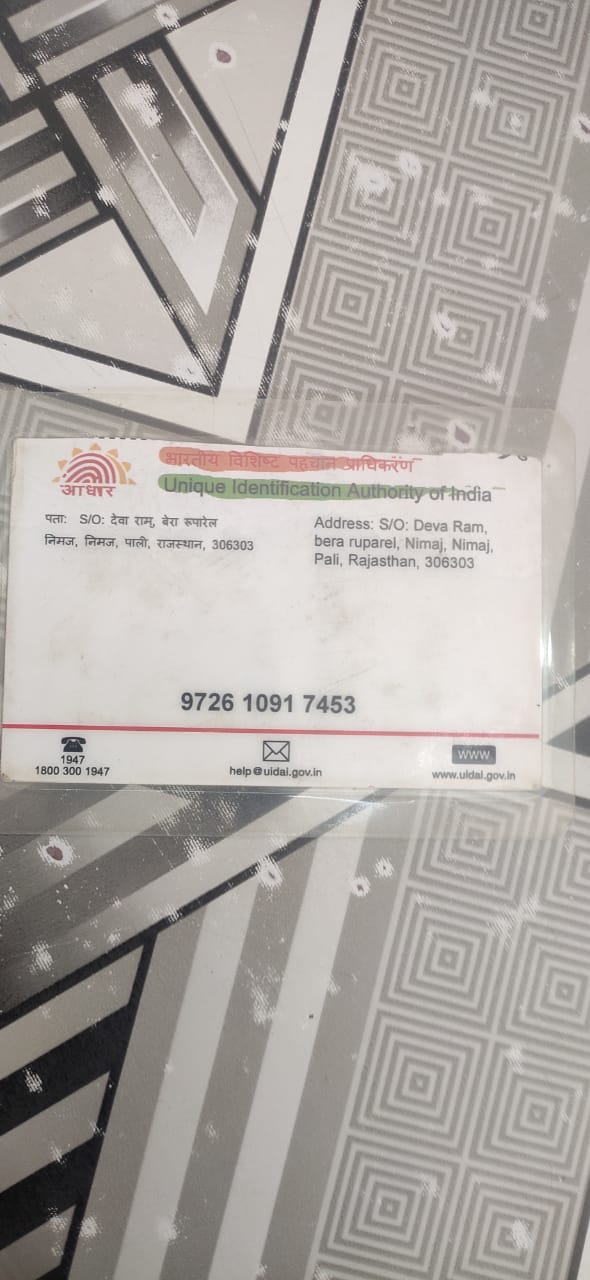 भारतीय विशिष्ट पहचान प्राधिकरण
आधार
Unique Identification Authority of India
पता: S/O: देवा राम, बेरा रूपारेल
निमज, निमज, पाली, राजस्थान, 306303
Address: S/O: Deva Ram,
bera ruparel, Nimaj, Nimaj,
Pali, Rajasthan, 306303
9726 1091 7453
1947
1800 300 1947
help@uidai.gov.in
www
www.uidai.gov.in